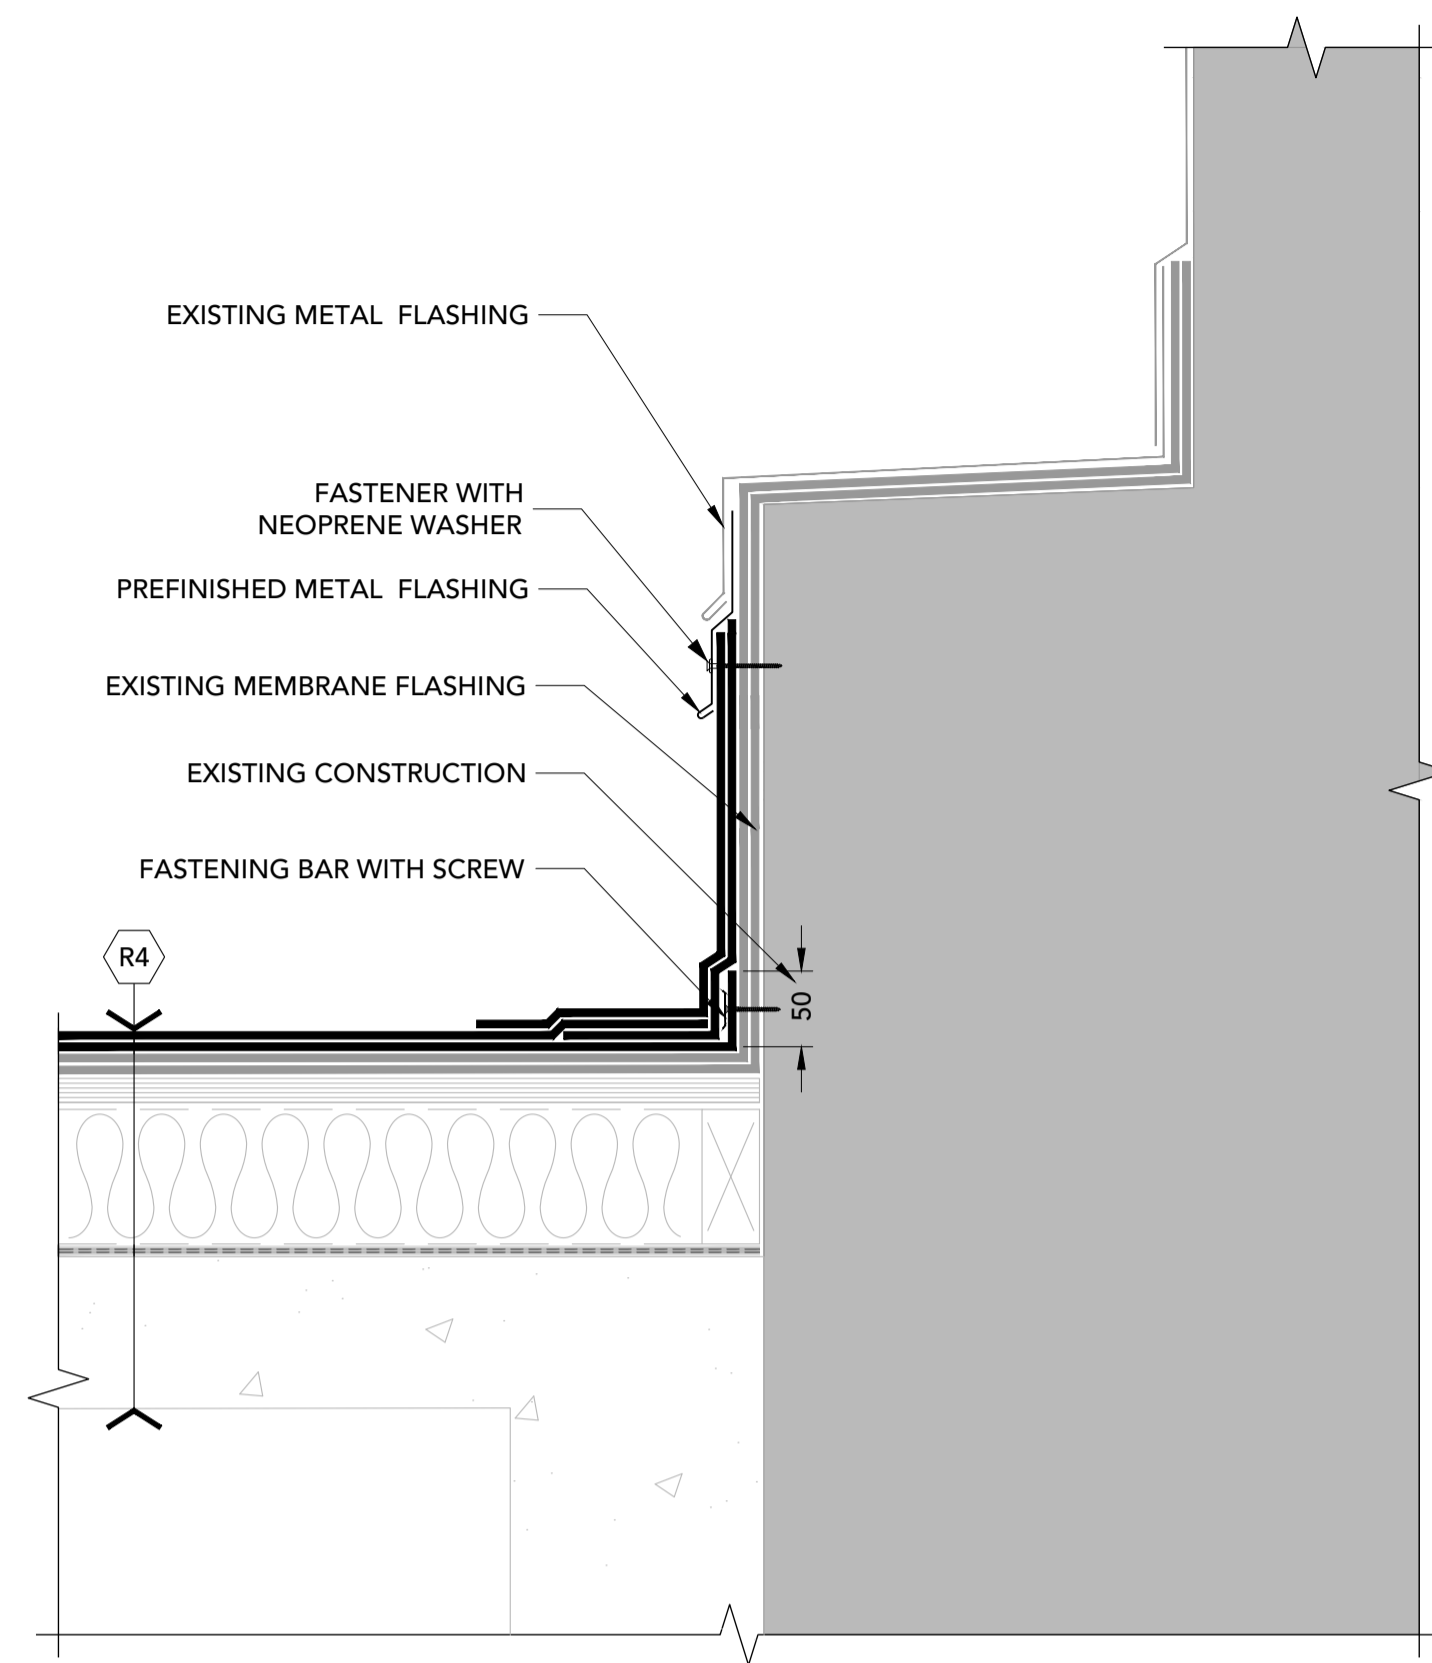 EXISTING METAL FLASHING
FASTENER WITH
NEOPRENE WASHER
PREFINISHED METAL FLASHING
EXISTING MEMBRANE FLASHING
EXISTING CONSTRUCTION
FASTENING BAR WITH SCREW
R4
50